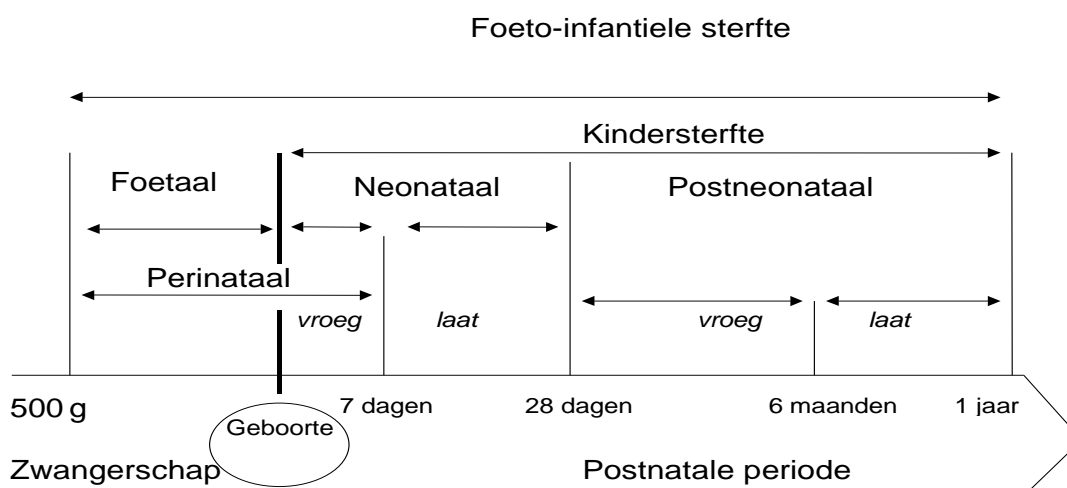 Foeto-infantiele sterfte
Kindersterfte
Foetaal
Neonataal
Postneonataal
Perinataal
vroeg
laat
vroeg
laat
500 g
7 dagen
28 dagen
6 maanden
1 jaar
Geboorte
Zwangerschap
Postnatale periode